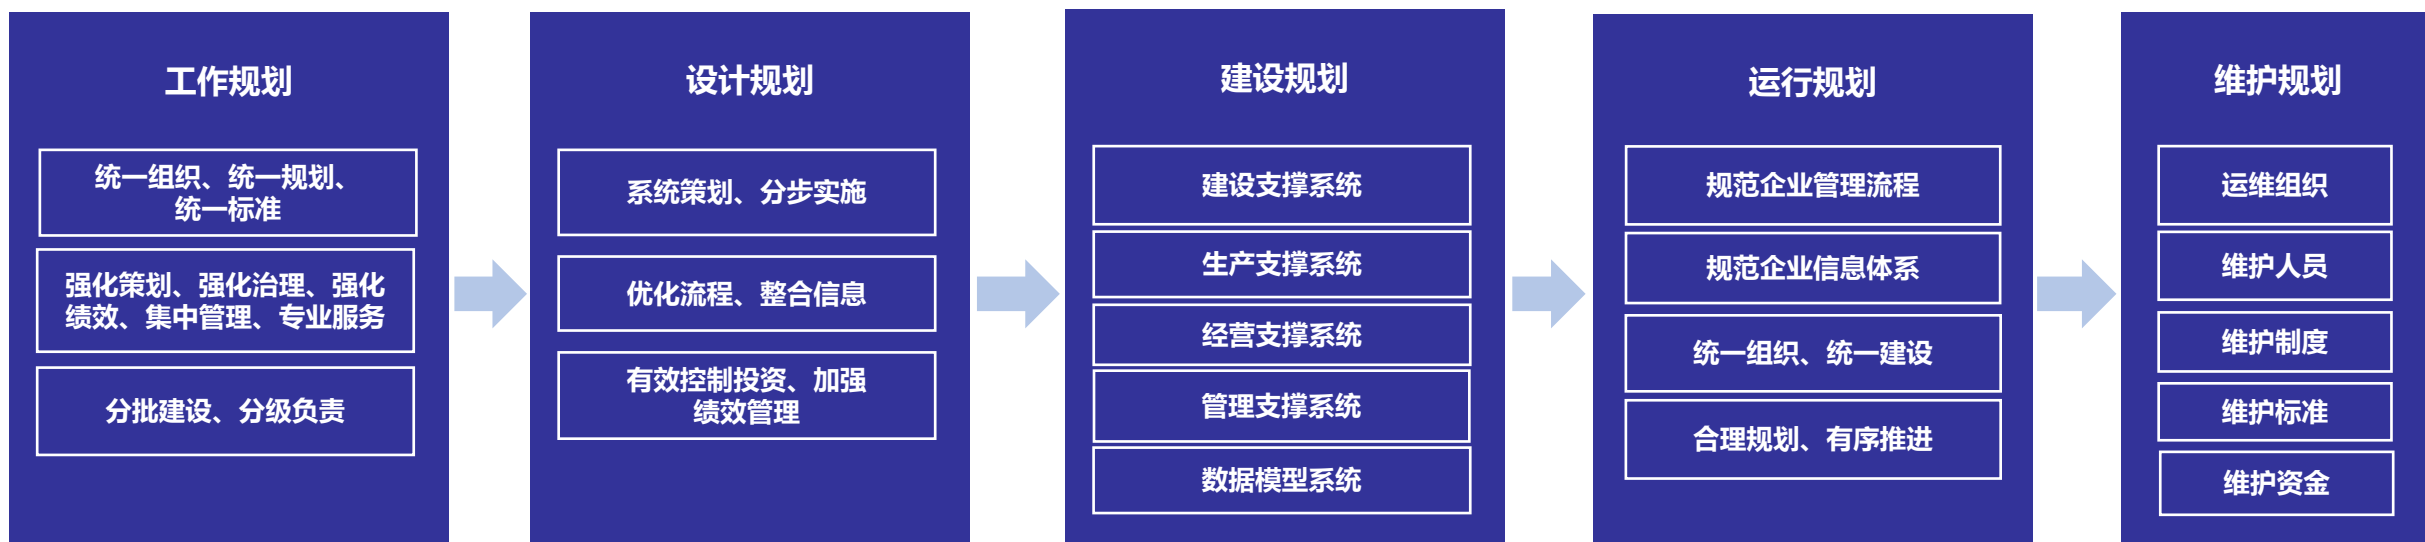 工作规划
统一组织、统一规划、
统一标准
强化策划、强化治理、强化
绩效、集中管理、专业服务
分批建设、分级负责
设计规划
系统策划、分步实施
优化流程、整合信息
有效控制投资、加强
绩效管理
建设规划
建设支撑系统
生产支撑系统
经营支撑系统
管理支撑系统
数据模型系统
运行规划
规范企业管理流程
规范企业信息体系
统一组织、统一建设
合理规划、有序推进
维护规划
运维组织
维护人员
维护制度
维护标准
维护资金